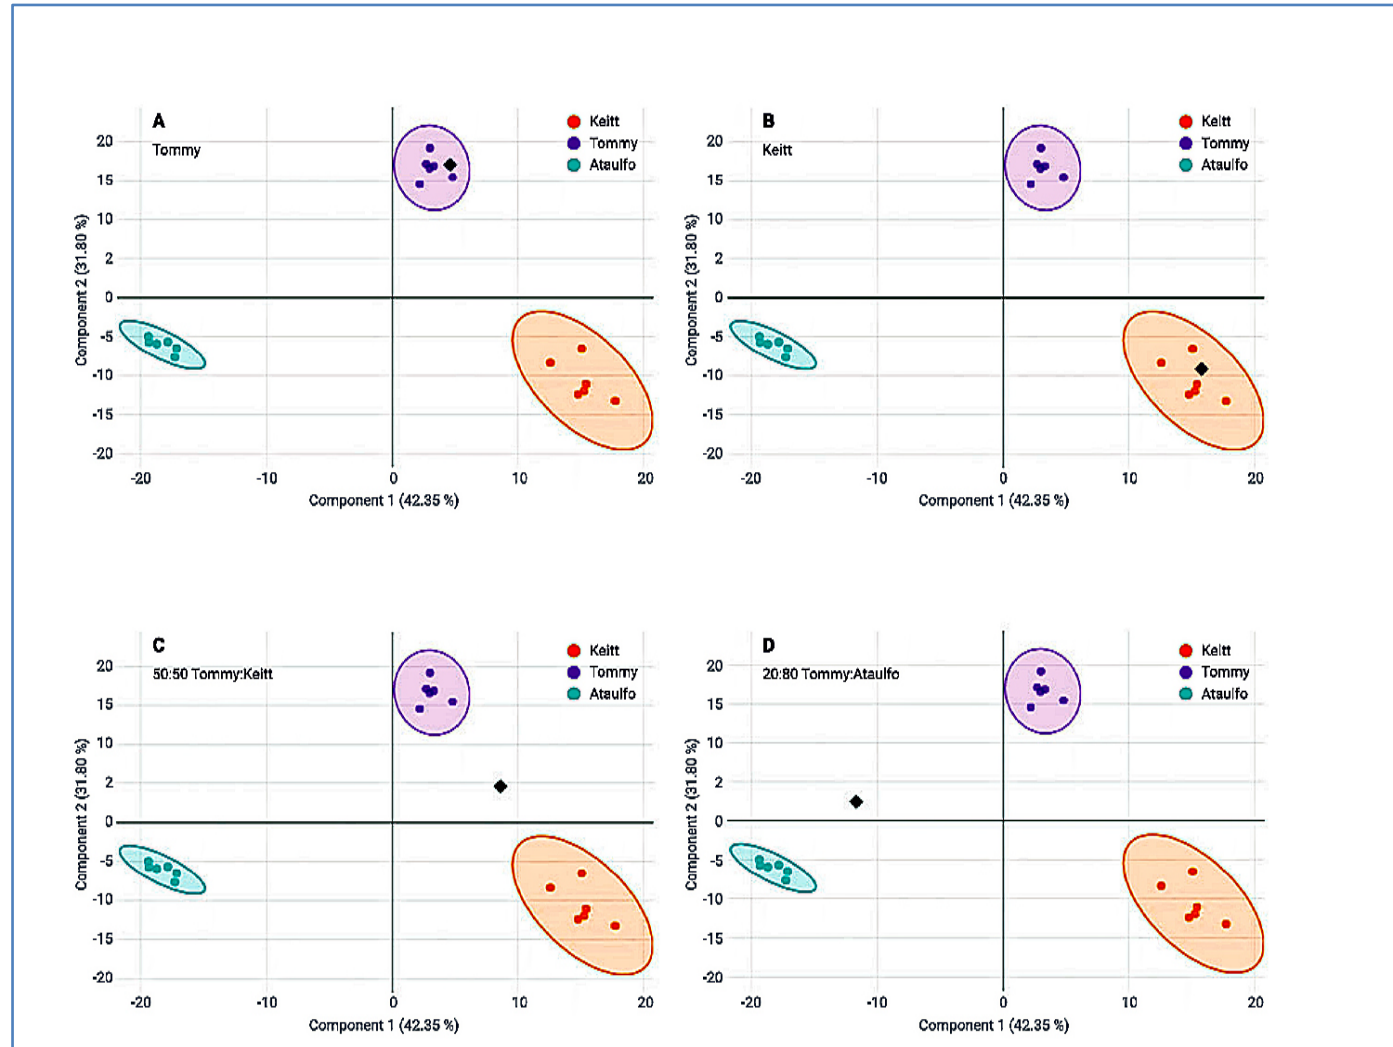 A
Tommy
Keitt
Tommy
Ataulfo
Component 2 (31.80 %)
20
15
10
2
0
-5
-10
-15
-20
-20
-10
0
10
20
Component 1 (42.35 %)
B
Keitt
Keitt
Tommy
Ataulfo
Component 2 (31.80 %)
20
15
10
2
0
-5
-10
-15
-20
-20
-10
0
10
20
Component 1 (42.35 %)
C
50:50 Tommy:Keitt
Keitt
Tommy
Ataulfo
Component 2 (31.80 %)
20
15
10
2
0
-5
-10
-15
-20
-20
-10
0
10
20
Component 1 (42.35 %)
D
20:80 Tommy:Ataulfo
Keitt
Tommy
Ataulfo
Component 2 (31.80 %)
20
15
10
2
0
-5
-10
-15
-20
-20
-10
0
10
20
Component 1 (42.35 %)